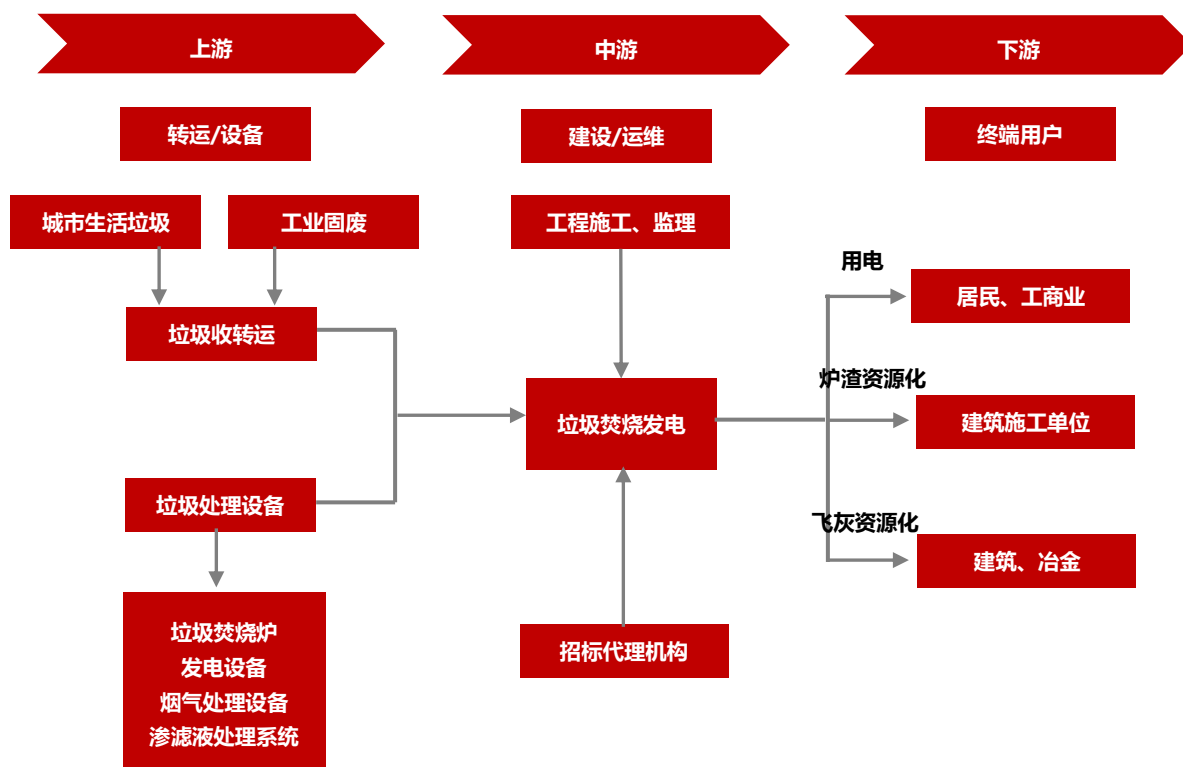 上游
中游
下游
转运/设备
建设/运维
终端用户
城市生活垃圾
工业固废
工程施工、监理
用电
居民、工商业
垃圾收转运
炉渣资源化
垃圾焚烧发电
建筑施工单位
垃圾处理设备
飞灰资源化
建筑、冶金
垃圾焚烧炉
发电设备
烟气处理设备
渗滤液处理系统
招标代理机构